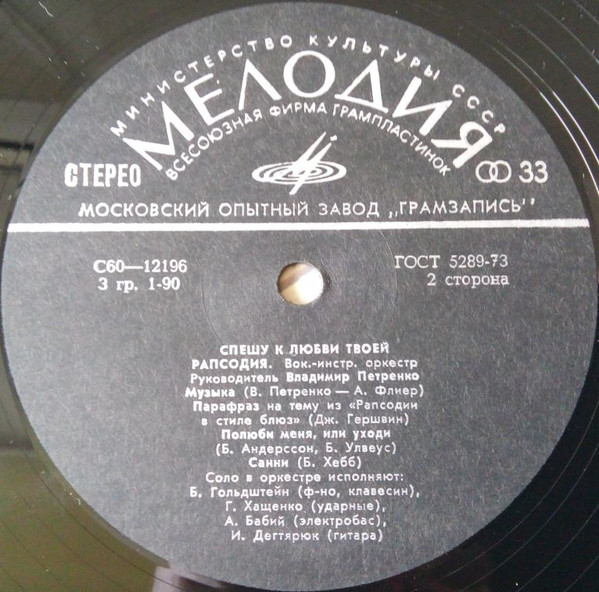 МИНИСТЕРСТВО КУЛЬТУРЫ СССР
МЕЛОДИЯ
ВСЕСОЮЗНАЯ ФИРМА ГРАМПЛАСТИНОК
СТЕРЕО
33
МОСКОВСКИЙ ОПЫТНЫЙ ЗАВОД „ГРАМЗАПИСЬ"
С60—12196
ГОСТ 5289-73
3 гр. 1-90
2 сторона
СПЕШУ К ЛЮБВИ ТВОЕЙ
РАПСОДИЯ. Вок.-инстр. оркестр
Руководитель Владимир Петренко
Музыка (В. Петренко — А. Флиер)
Парафраз на тему из «Рапсодии
в стиле блюз» (Дж. Гершвин)
Полюби меня, или уходи
(Б. Андерссон, Б. Улвеус)
Санни (Б. Хебб)
Соло в оркестре исполняют:
Б. Гольдштейн (ф-но, клавесин),
Г. Хащенко (ударные),
А. Бабий (электробас),
И. Дегтярюк (гитара)